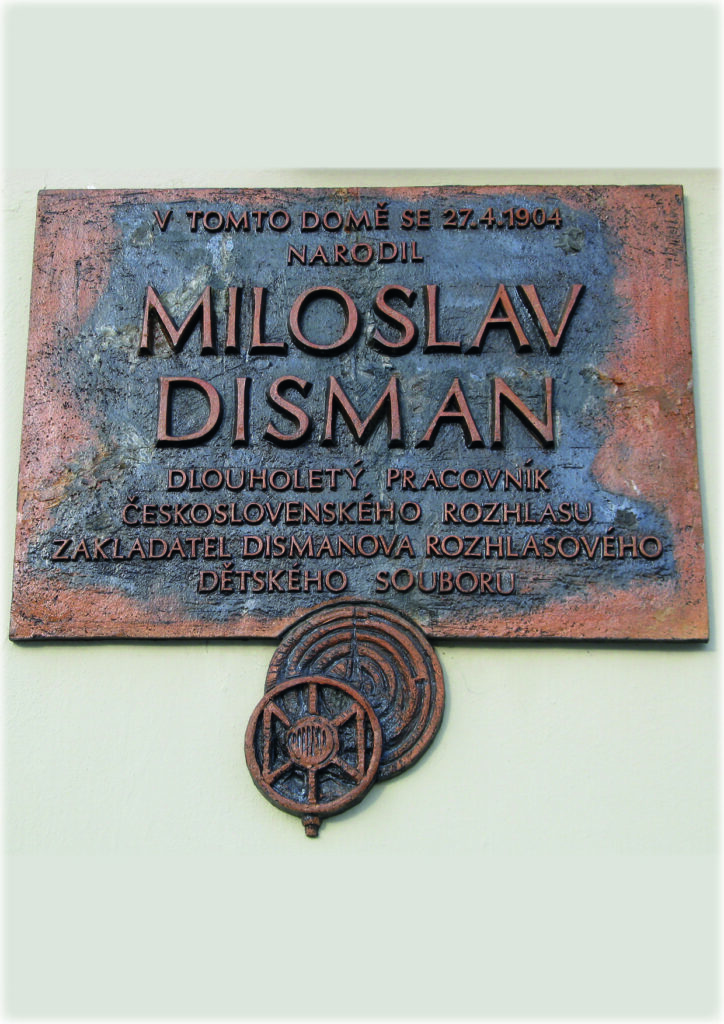 V TOMTO DOMĚ SE 27.4.1904
NARODIL
MILOSLAV
DISMAN
DLOUHOLETÝ PRACOVNÍK
ČESKOSLOVENSKÉHO ROZHLASU
ZAKLADATEL DISMANOVA ROZHLASOVÉHO
DĚTSKÉHO SOUBORU